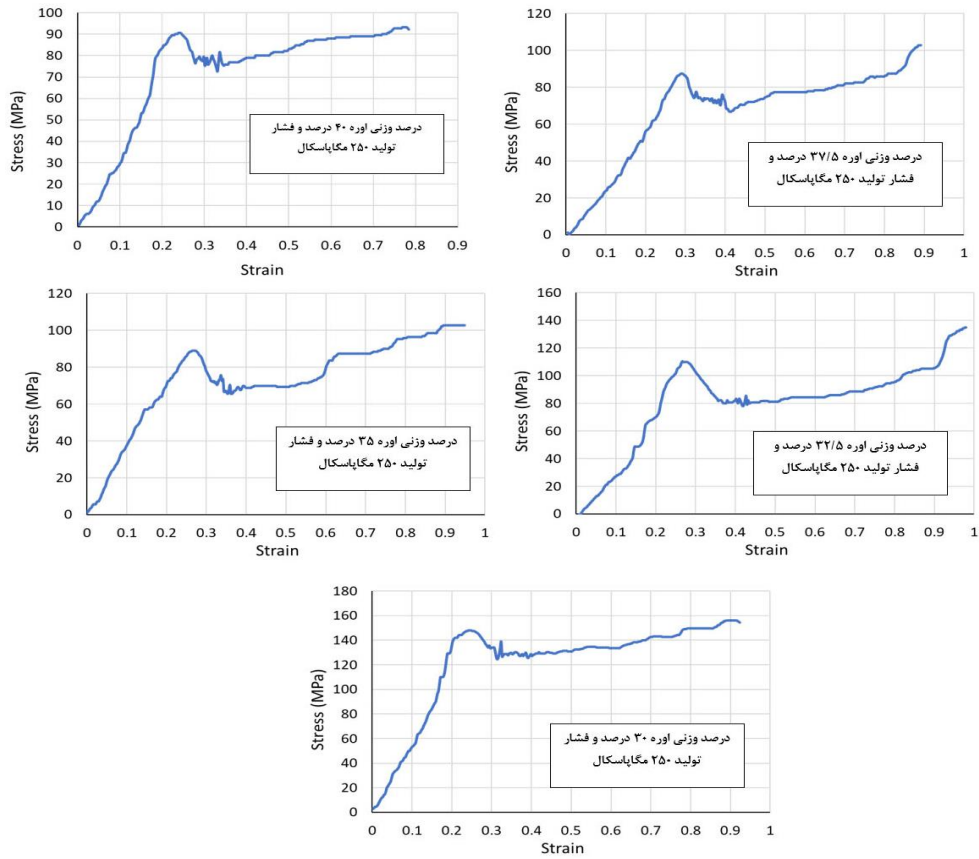 100
90
80
70
60
50
40
30
20
10
0
Stress (MPa)
درصد وزنی اوره ۴۰ درصد و فشار
تولید ۲۵۰ مگاپاسکال
0 0.1 0.2 0.3 0.4 0.5 0.6 0.7 0.8 0.9
Strain
120
100
80
60
40
20
0
Stress (MPa)
درصد وزنی اوره ۳۷/۵ درصد و
فشار تولید ۲۵۰ مگاپاسکال
0 0.1 0.2 0.3 0.4 0.5 0.6 0.7 0.8 0.9 1
Strain
120
100
80
60
40
20
0
Stress (MPa)
درصد وزنی اوره ۳۵ درصد و فشار
تولید ۲۵۰ مگاپاسکال
0 0.1 0.2 0.3 0.4 0.5 0.6 0.7 0.8 0.9 1
Strain
160
140
120
100
80
60
40
20
0
Stress (MPa)
درصد وزنی اوره ۳۲/۵ درصد و
فشار تولید ۲۵۰ مگاپاسکال
0 0.1 0.2 0.3 0.4 0.5 0.6 0.7 0.8 0.9 1
Strain
180
160
140
120
100
80
60
40
20
0
Stress (MPa)
درصد وزنی اوره ۳۰ درصد و فشار
تولید ۲۵۰ مگاپاسکال
0 0.1 0.2 0.3 0.4 0.5 0.6 0.7 0.8 0.9 1
Strain